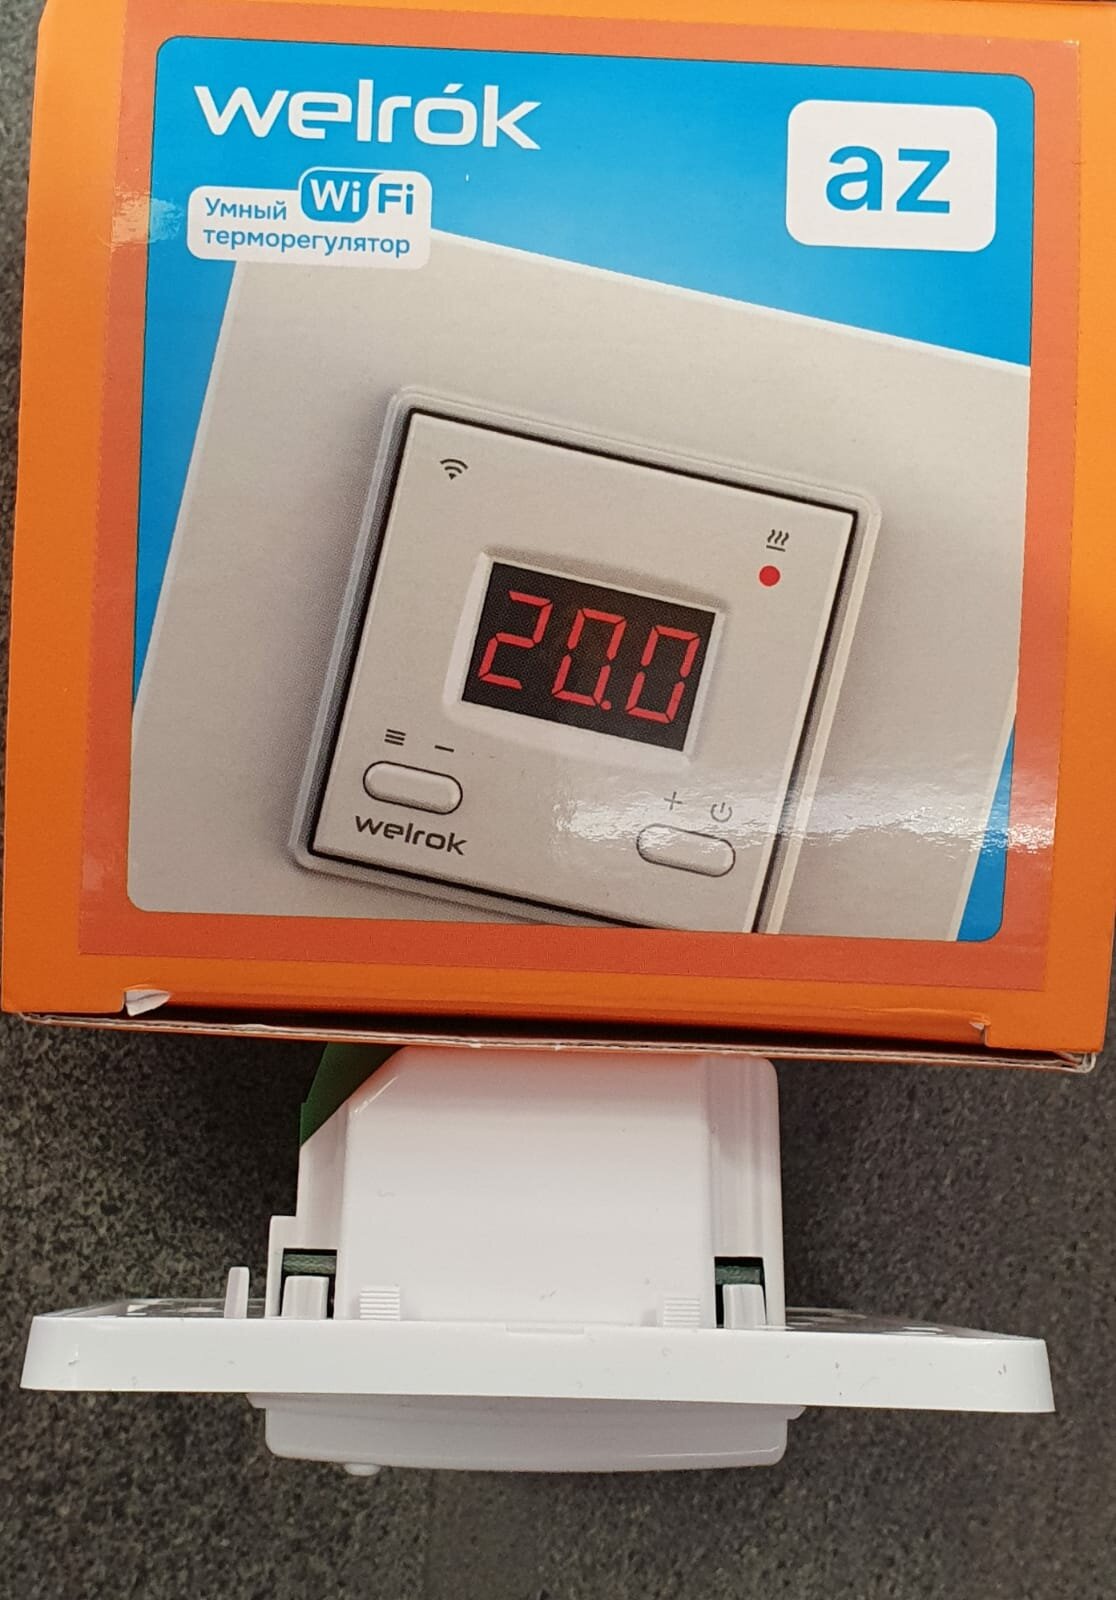 welrók
az
Умный WiFi
терморегулятор
20.0
welrok